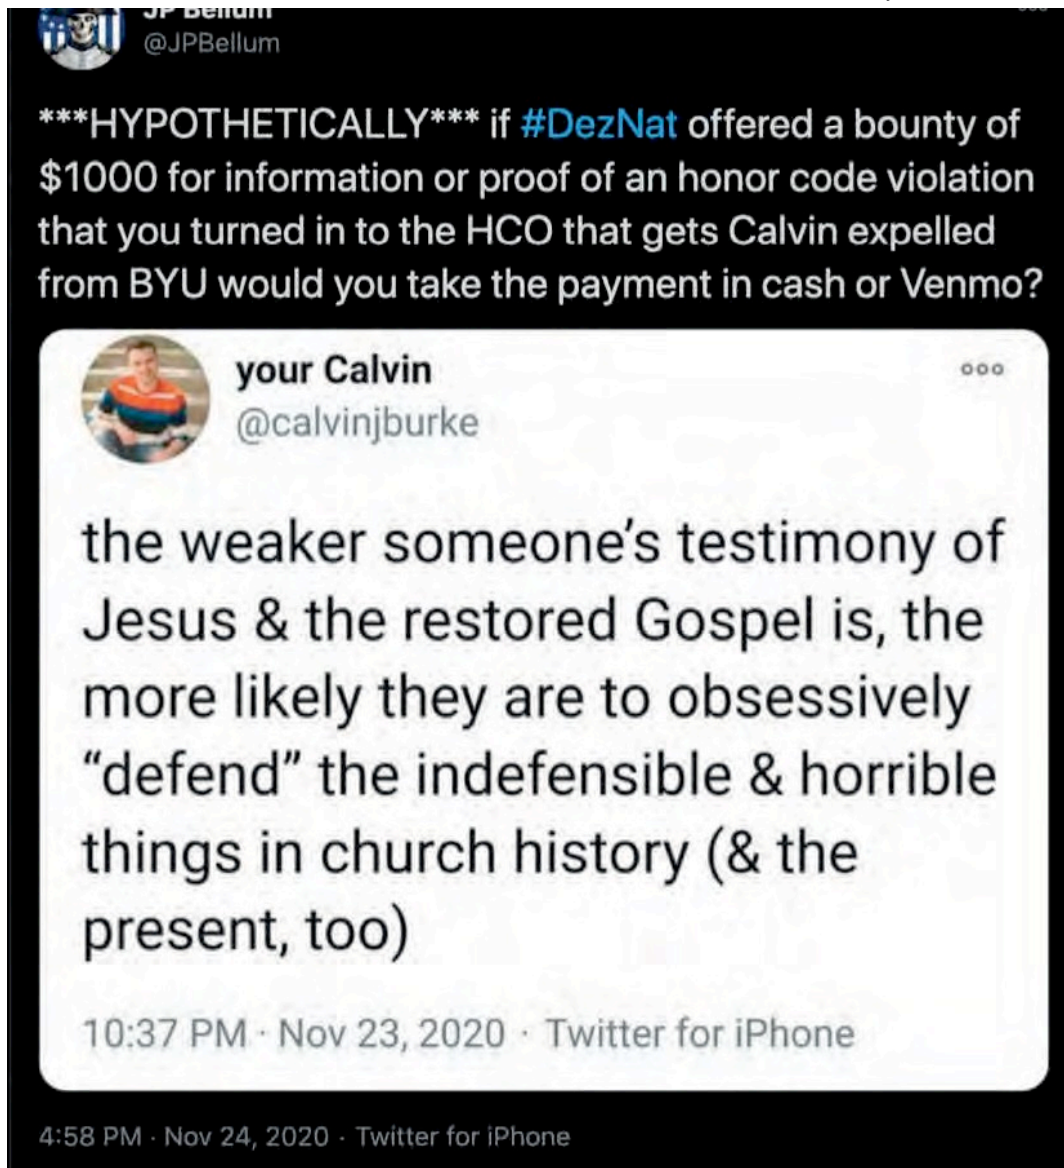 JP Bellum
@JPBellum
***HYPOTHETICALLY*** if #DezNat offered a bounty of
$1000 for information or proof of an honor code violation
that you turned in to the HCO that gets Calvin expelled
from BYU would you take the payment in cash or Venmo?
your Calvin
@calvinjburke
the weaker someone’s testimony of
Jesus & the restored Gospel is, the
more likely they are to obsessively
“defend” the indefensible & horrible
things in church history (& the
present, too)
10:37 PM · Nov 23, 2020 · Twitter for iPhone
4:58 PM · Nov 24, 2020 · Twitter for iPhone